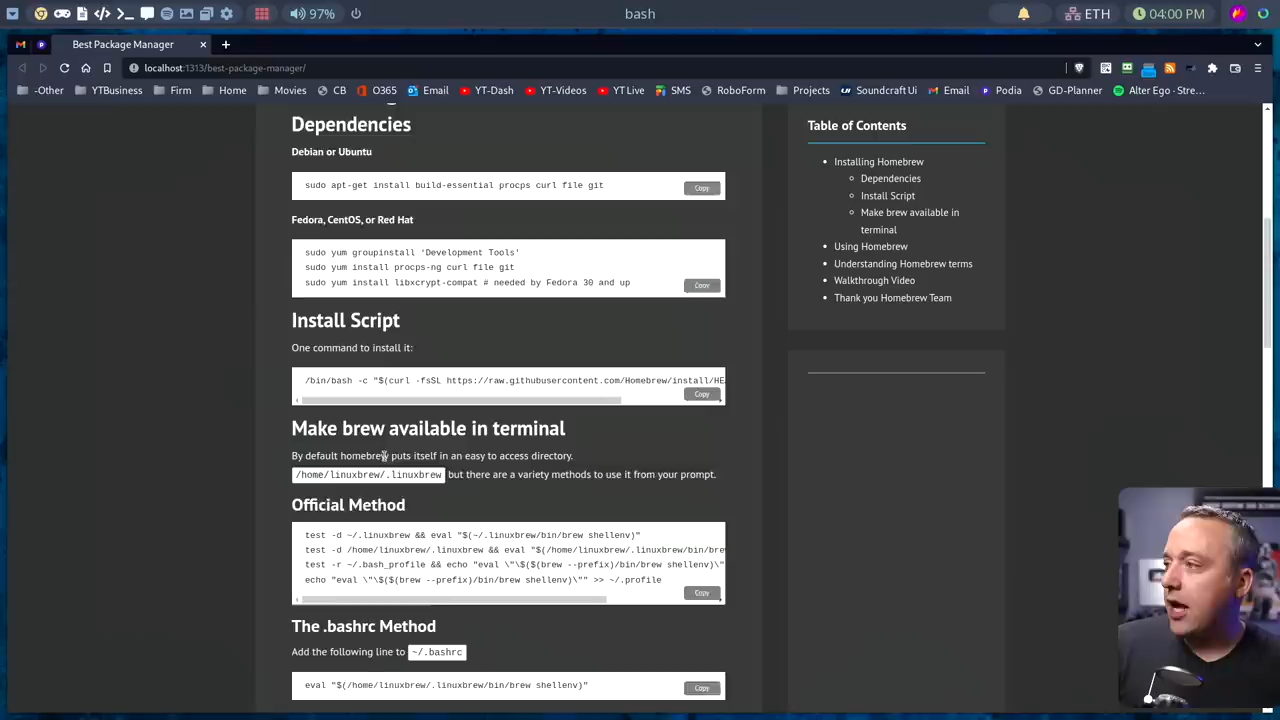 97%
bash
ETH
04:00 PM
Best Package Manager
localhost:1313/best-package-manager/
-Other
YTBusiness
Firm
Home
Movies
CB
O365
Email
YT-Dash
YT-Videos
YT Live
SMS
RoboForm
Projects
Soundcraft Ui
Email
Podia
GD-Planner
Alter Ego - Stre...
Dependencies
Debian or Ubuntu
sudo apt-get install build-essential procps curl file git
Copy
Fedora, CentOS, or Red Hat
sudo yum groupinstall 'Development Tools'
sudo yum install procps-ng curl file git
sudo yum install libxcrypt-compat # needed by Fedora 30 and up
Copy
Install Script
One command to install it:
/bin/bash -c "$(curl -fsSL https://raw.githubusercontent.com/Homebrew/install/HE
Copy
Make brew available in terminal
By default homebrew puts itself in an easy to access directory.
/home/linuxbrew/.linuxbrew but there are a variety methods to use it from your prompt.
Official Method
test -d ~/.linuxbrew && eval "$(~/.linuxbrew/bin/brew shellenv)"
test -d /home/linuxbrew/.linuxbrew && eval "$(/home/linuxbrew/.linuxbrew/bin/bre
test -r ~/.bash_profile && echo "eval \"\$($(brew --prefix)/bin/brew shellenv)\"
echo "eval \"\$($(brew --prefix)/bin/brew shellenv)\"" >> ~/.profile
Copy
The .bashrc Method
Add the following line to ~/.bashrc
eval "$(/home/linuxbrew/.linuxbrew/bin/brew shellenv)"
Copy
Table of Contents
Installing Homebrew
Dependencies
Install Script
Make brew available in
terminal
Using Homebrew
Understanding Homebrew terms
Walkthrough Video
Thank you Homebrew Team